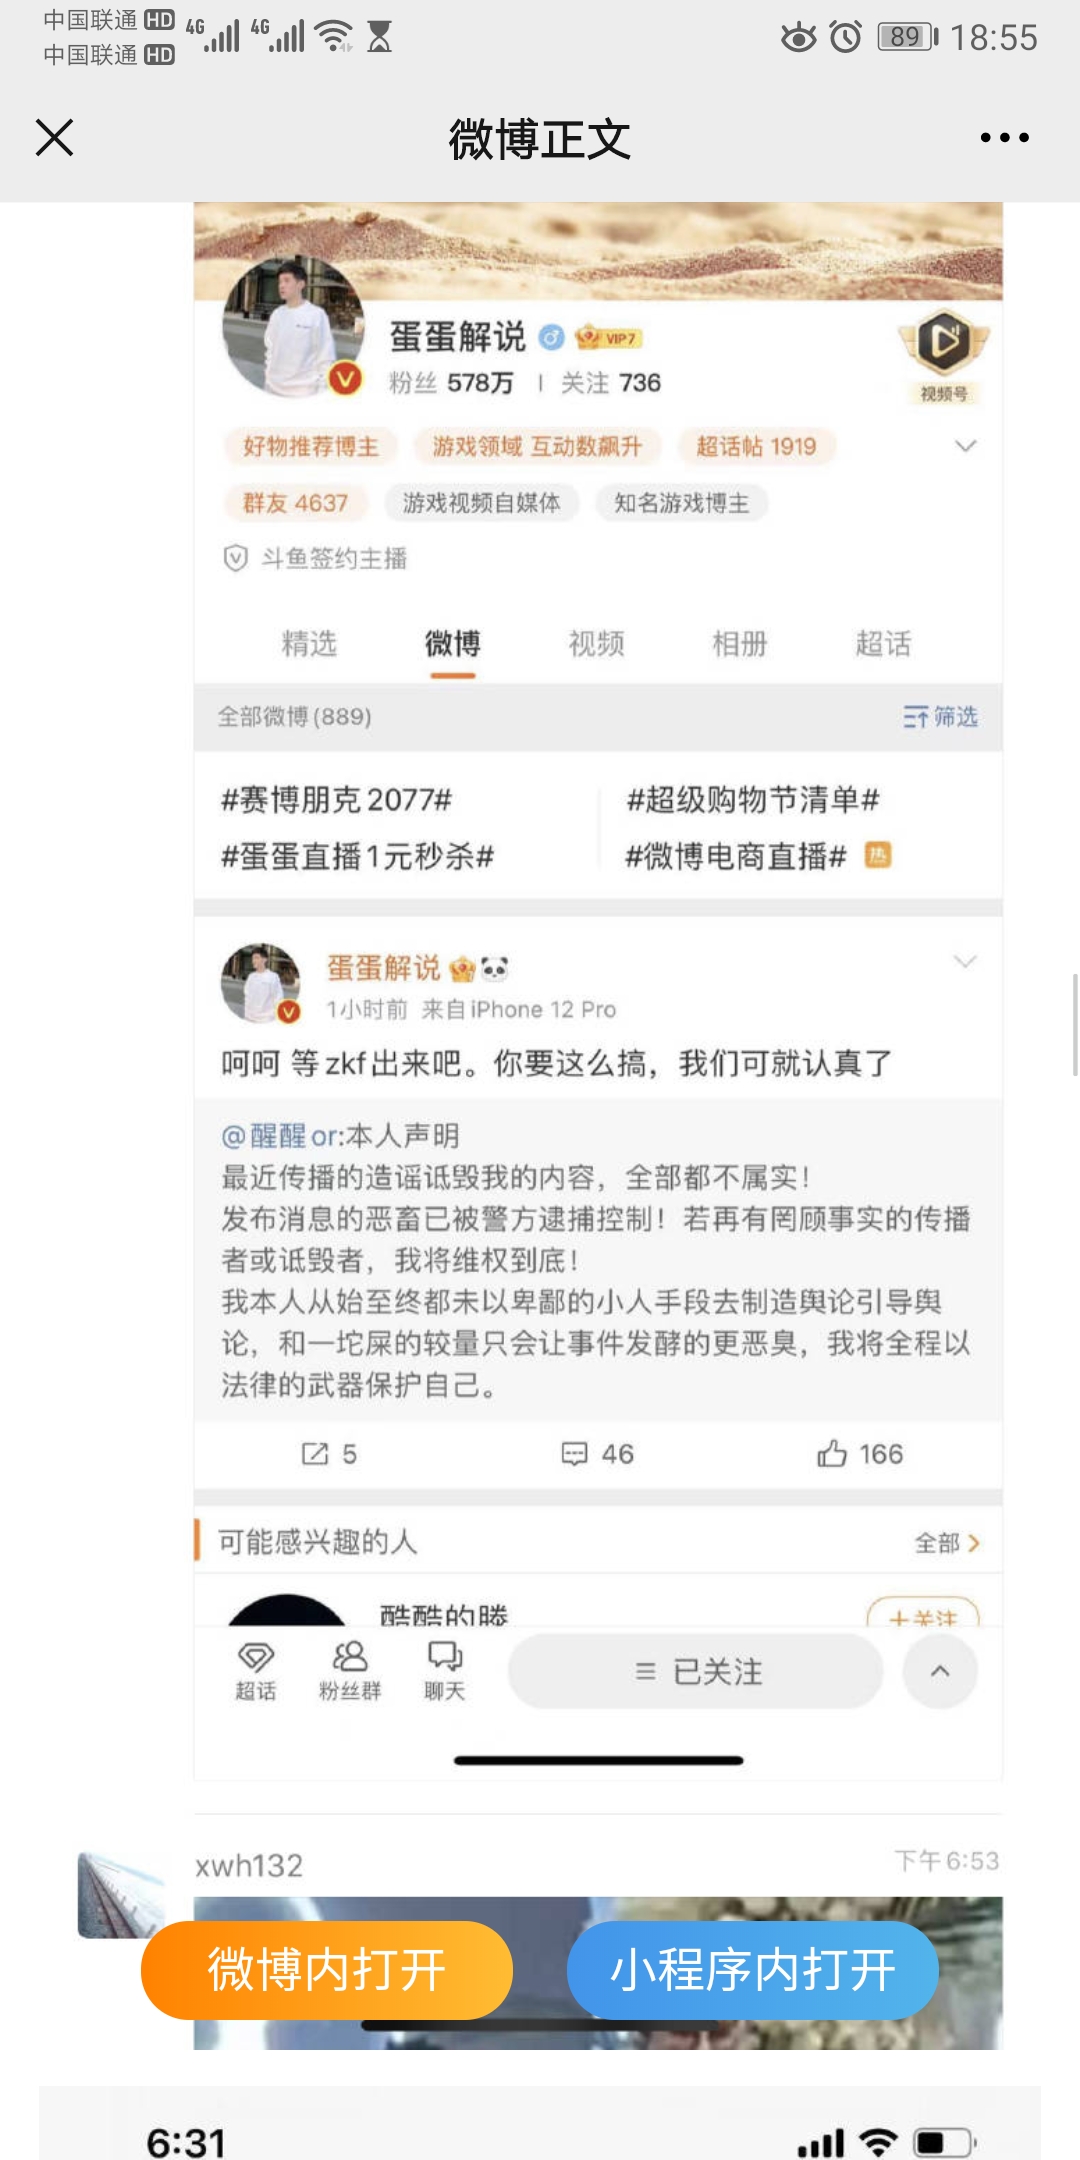 中国联通 HD 4G 4G 89 18:55
中国联通 HD
微博正文
蛋蛋解说 VIP7
粉丝 578万 | 关注 736
视频号
好物推荐博主 游戏领域 互动数飙升 超话帖 1919
群友 4637 游戏视频自媒体 知名游戏博主
斗鱼签约主播
精选 微博 视频 相册 超话
全部微博(889) 筛选
#赛博朋克2077# #超级购物节清单#
#蛋蛋直播1元秒杀# #微博电商直播# 热
蛋蛋解说
1小时前 来自iPhone 12 Pro
呵呵 等zkf出来吧。你要这么搞，我们可就认真了
@醒醒or:本人声明
最近传播的造谣诋毁我的内容，全部都不属实！
发布消息的恶畜已被警方逮捕控制！若再有罔顾事实的传播
者或诋毁者，我将维权到底！
我本人从始至终都未以卑鄙的小人手段去制造舆论引导舆
论，和一坨屎的较量只会让事件发酵的更恶臭，我将全程以
法律的武器保护自己。
5 46 166
可能感兴趣的人 全部
酷酷的滕 +关注
超话 粉丝群 聊天 已关注
xwh132 下午6:53
微博内打开 小程序内打开
6:31